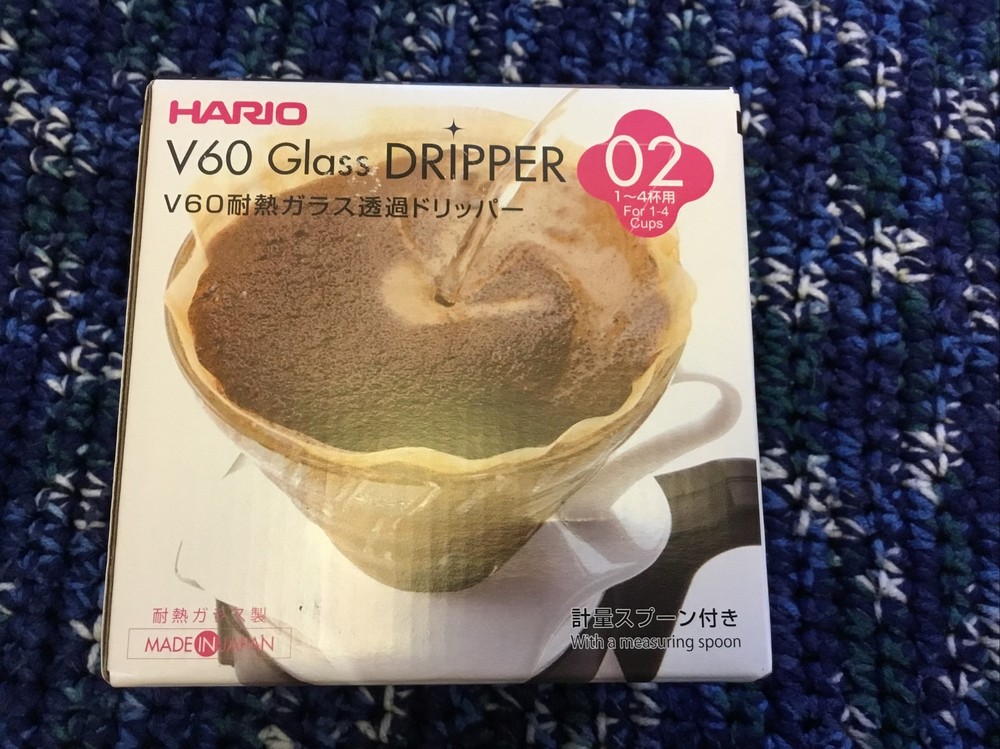 HARIO
V60 Glass DRIPPER
V60耐熱ガラス透過ドリッパー
02
1～4杯用
For 1-4
Cups
耐熱ガラス製
MADE IN JAPAN
計量スプーン付き
With a measuring spoon